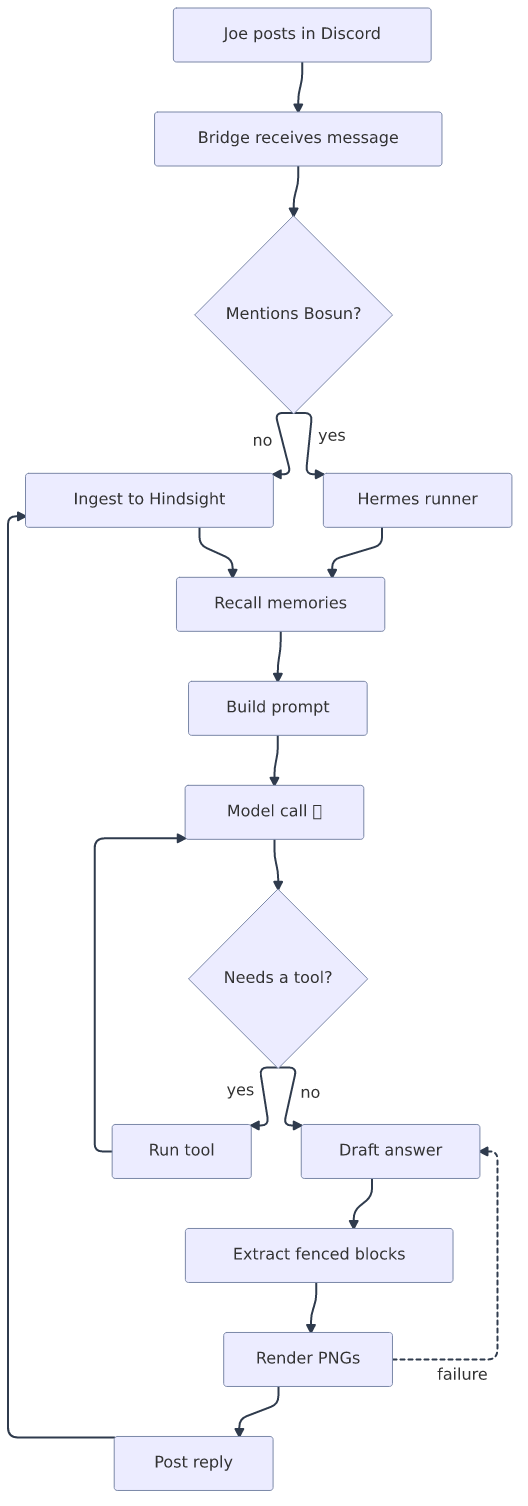 Joe posts in Discord
Bridge receives message
Mentions Bosun?
no
yes
Ingest to Hindsight
Hermes runner
Recall memories
Build prompt
Model call
Needs a tool?
yes
no
Run tool
Draft answer
Extract fenced blocks
Render PNGs
failure
Post reply